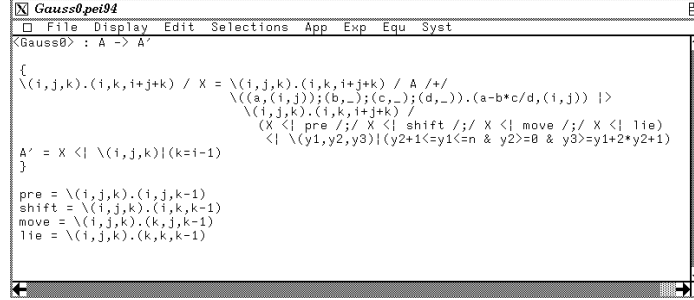 X Gauss0.pei94
File Display Edit Selections App Exp Equ Syst
<Gauss0> : A -> A'
{
\(i,j,k).(i,k,i+j+k) / X = \(i,j,k).(i,k,i+j+k) / A /+/
\((a,(i,j));(b,_);(c,_);(d,_)).(a-b*c/d,(i,j)) |>
\(i,j,k).(i,k,i+j+k) /
(X <| pre /;/ X <| shift /;/ X <| move /;/ X <| lie)
<| \(y1,y2,y3)|(y2+1<=y1<=n & y2>=0 & y3>=y1+2*y2+1)
A' = X <| \(i,j,k)|(k=i-1)
}
pre = \(i,j,k).(i,j,k-1)
shift = \(i,j,k).(i,k,k-1)
move = \(i,j,k).(k,j,k-1)
lie = \(i,j,k).(k,k,k-1)